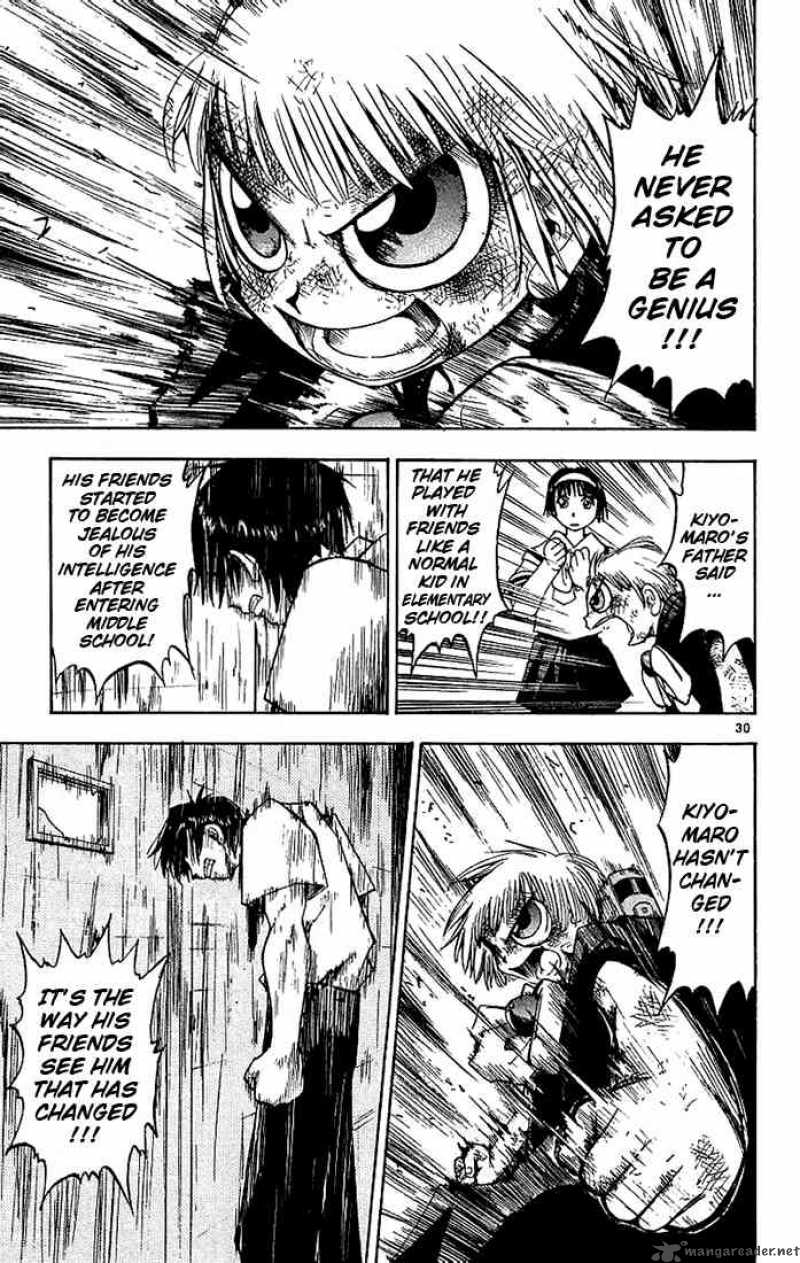 HE
NEVER
ASKED
TO
BE A
GENIUS
!!!
KIYO-
MARO'S
FATHER
SAID
...
THAT HE
PLAYED
WITH
FRIENDS
LIKE A
NORMAL
KID IN
ELEMENTARY
SCHOOL!!
HIS FRIENDS
STARTED
TO BECOME
JEALOUS
OF HIS
INTELLIGENCE
AFTER
ENTERING
MIDDLE
SCHOOL!
30
KIYO-
MARO
HASN'T
CHAN-
GED
!!!
IT'S THE
WAY HIS
FRIENDS
SEE HIM
THAT HAS
CHANGED
!!!
mangareader.net